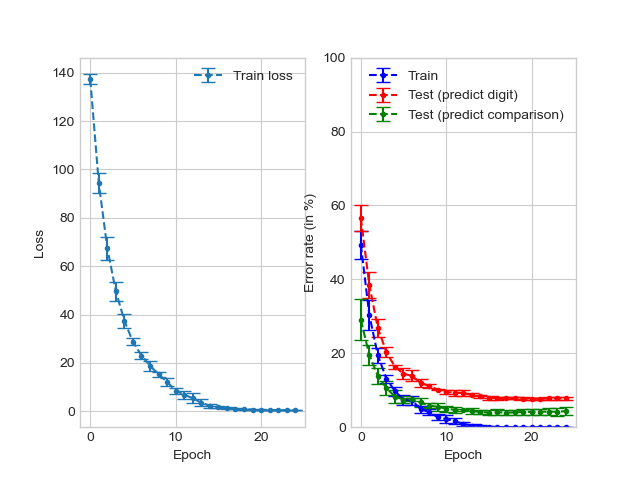 140
120
100
80
60
40
20
0
Loss
0
10
20
Epoch
Train loss
100
80
60
40
20
0
Error rate (in %)
0
10
20
Epoch
Train
Test (predict digit)
Test (predict comparison)